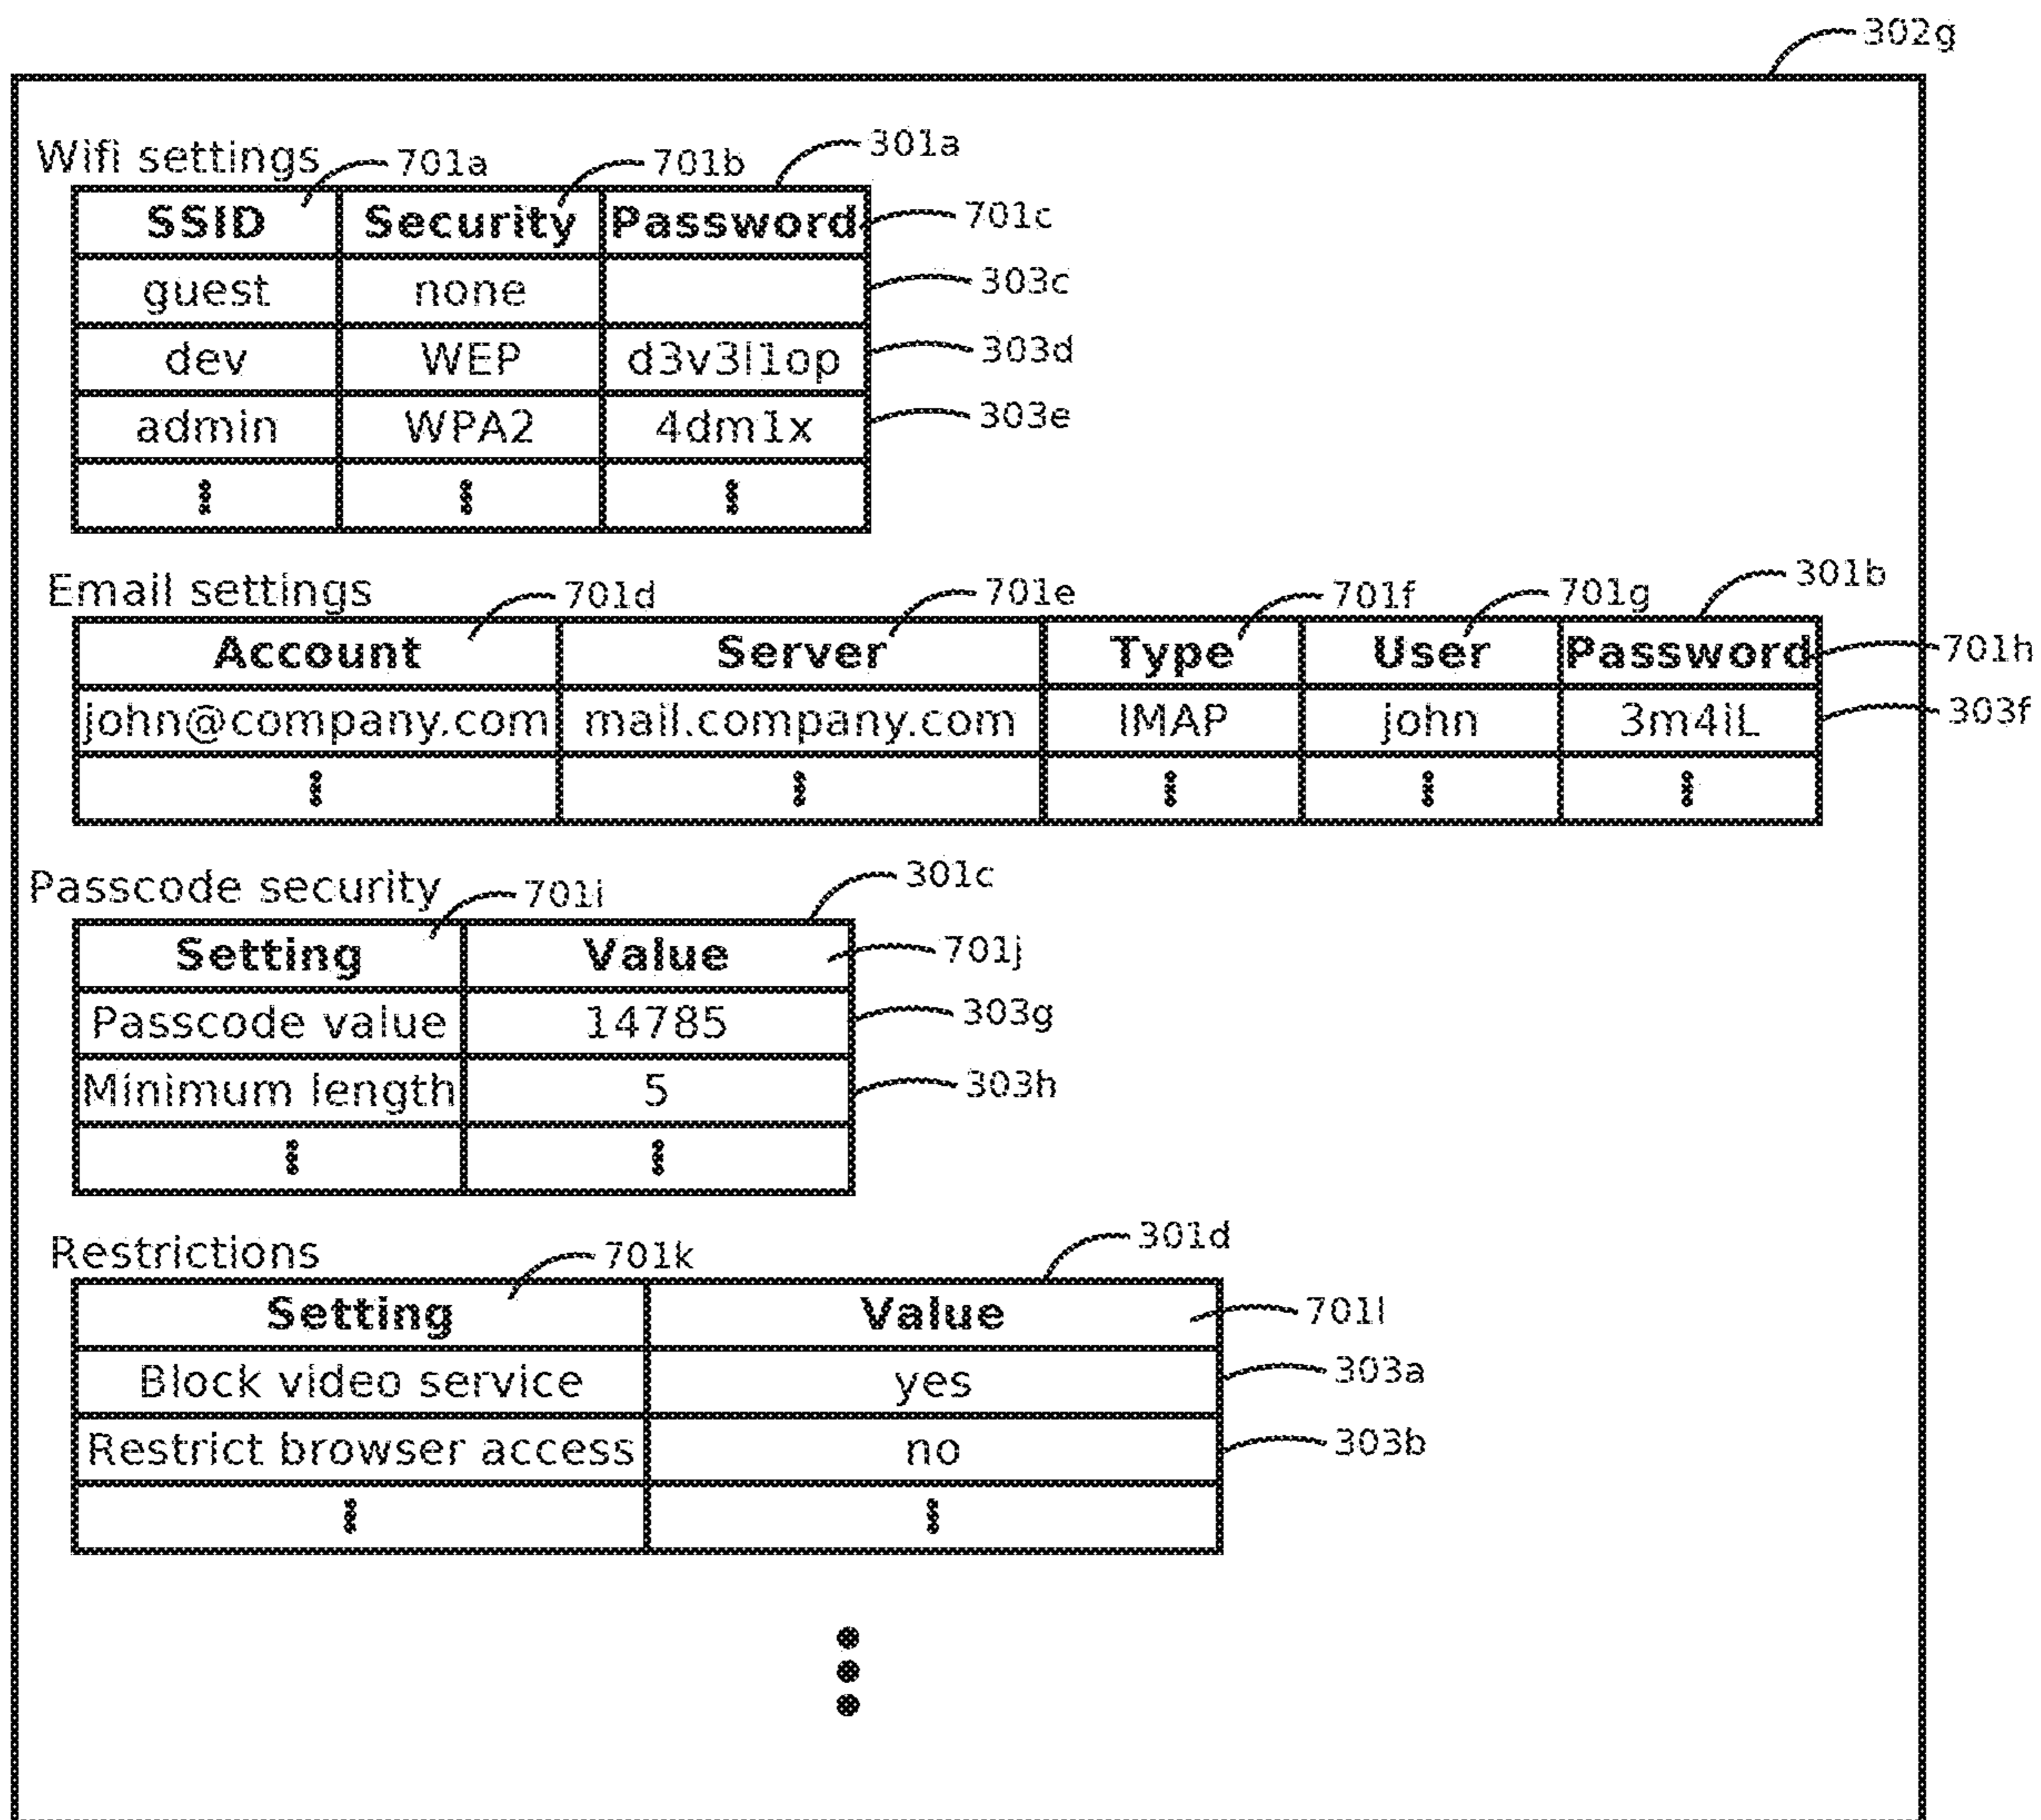 302g
Wifi settings 701a 701b 301a
SSID Security Password 701c
guest none 303c
dev WEP d3v3l1op 303d
admin WPA2 4dm1x 303e
Email settings 701d 701e 701f 701g 301b
Account Server Type User Password 701h
john@company.com mail.company.com IMAP john 3m4iL 303f
Passcode security 701i 301c
Setting Value 701j
Passcode value 14785 303g
Minimum length 5 303h
Restrictions 701k 301d
Setting Value 701l
Block video service yes 303a
Restrict browser access no 303b